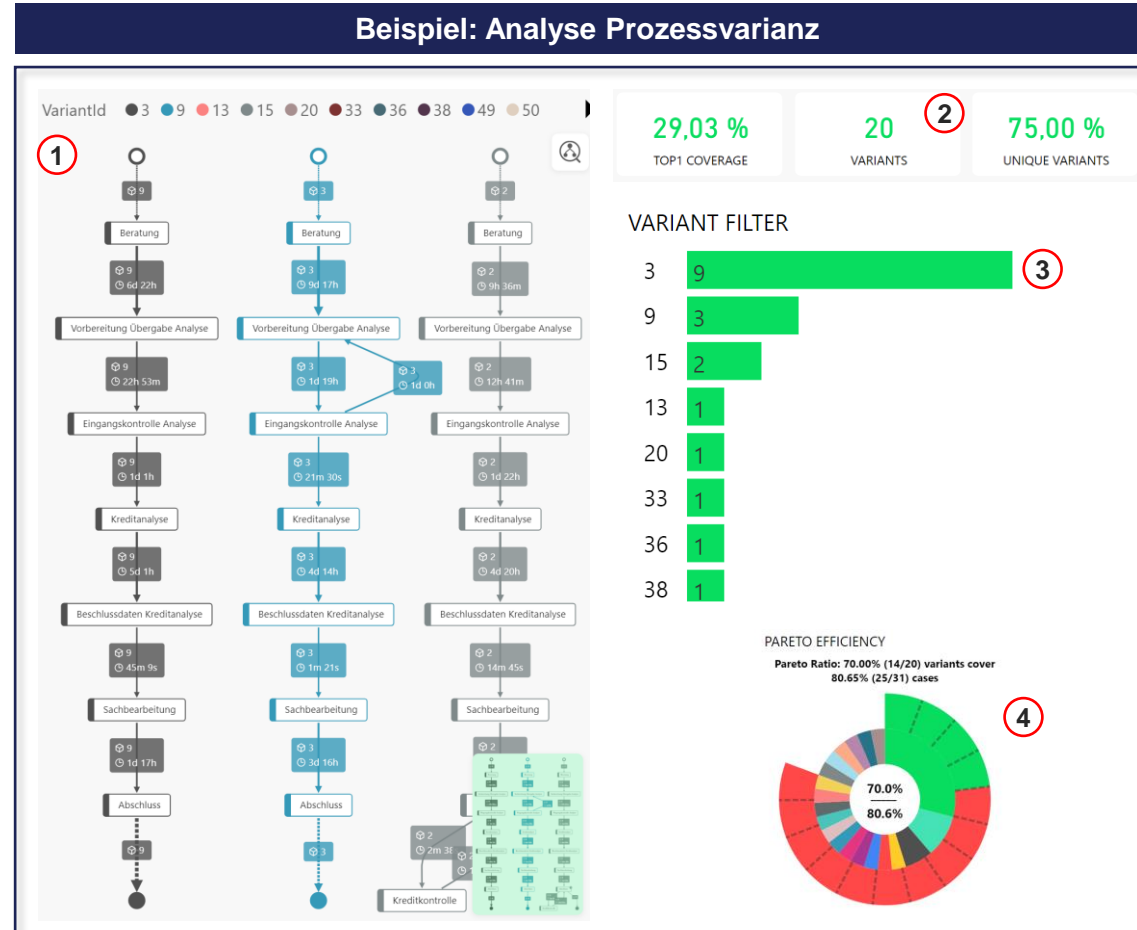 Beispiel: Analyse Prozessvarianz
VariantId 3 9 13 15 20 33 36 38 49 50
1
9
3
2
Beratung
Beratung
Beratung
9
6d 22h
3
9d 17h
2
9h 36m
Vorbereitung Übergabe Analyse
Vorbereitung Übergabe Analyse
Vorbereitung Übergabe Analyse
9
22h 53m
3
1d 19h
3
1d 0h
2
12h 41m
Eingangskontrolle Analyse
Eingangskontrolle Analyse
Eingangskontrolle Analyse
9
1d 1h
3
21m 30s
2
1d 22h
Kreditanalyse
Kreditanalyse
Kreditanalyse
9
5d 1h
3
4d 14h
2
4d 20h
Beschlussdaten Kreditanalyse
Beschlussdaten Kreditanalyse
Beschlussdaten Kreditanalyse
9
45m 9s
3
1m 21s
2
14m 45s
Sachbearbeitung
Sachbearbeitung
Sachbearbeitung
9
1d 17h
3
3d 16h
2
Abschluss
Abschluss
9
3
2
Kreditkontrolle
29,03 %
TOP1 COVERAGE
20
VARIANTS
2
75,00 %
UNIQUE VARIANTS
VARIANT FILTER
3 9
3
9 3
15 2
13 1
20 1
33 1
36 1
38 1
PARETO EFFICIENCY
Pareto Ratio: 70.00% (14/20) variants cover
80.65% (25/31) cases
4
70.0%
80.6%